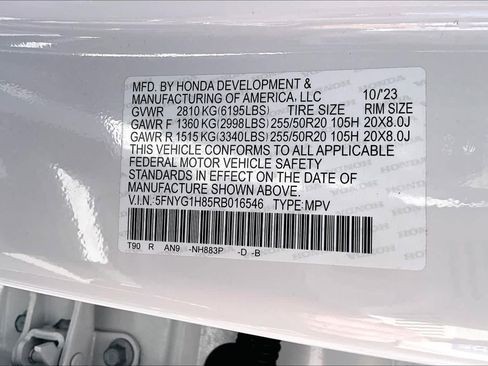 MFD. BY HONDA DEVELOPMENT &
MANUFACTURING OF AMERICA, LLC 10/'23
GVWR 2810 KG(6195LBS) TIRE SIZE RIM SIZE
GAWR F 1360 KG(2998LBS) 255/50R20 105H 20X8.0J
GAWR R 1515 KG(3340LBS) 255/50R20 105H 20X8.0J
THIS VEHICLE CONFORMS TO ALL APPLICABLE
FEDERAL MOTOR VEHICLE SAFETY
STANDARDS IN EFFECT ON THE DATE OF
MANUFACTURE SHOWN ABOVE.
V.I.N.:5FNYG1H85RB016546 TYPE:MPV
T90 R AN9 -NH883P -D -B